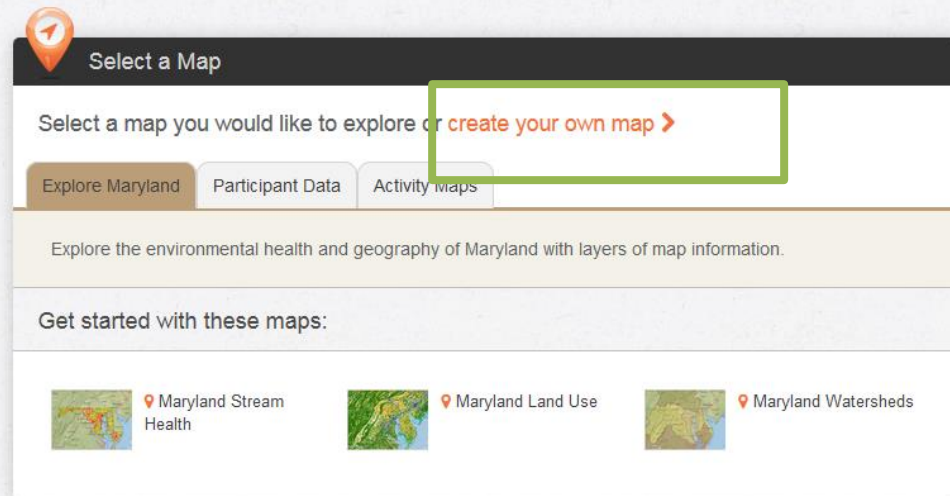 Select a Map
Select a map you would like to explore or create your own map
Explore Maryland Participant Data Activity Maps
Explore the environmental health and geography of Maryland with layers of map information.
Get started with these maps:
Maryland Stream Health
Maryland Land Use
Maryland Watersheds